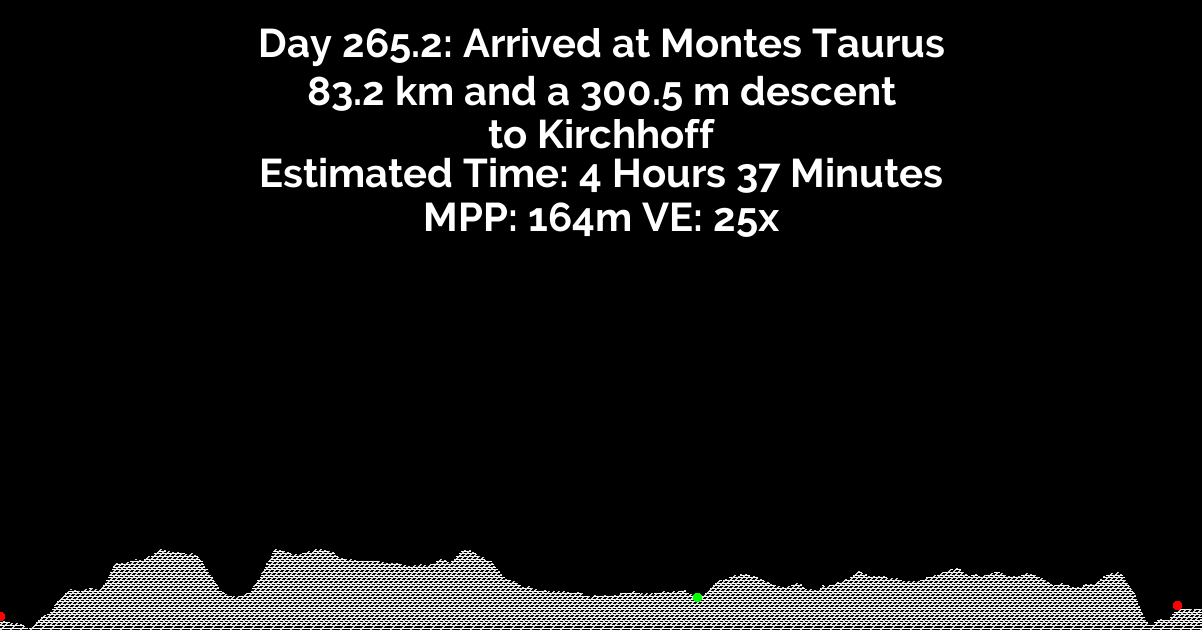 Day 265.2: Arrived at Montes Taurus
83.2 km and a 300.5 m descent
to Kirchhoff
Estimated Time: 4 Hours 37 Minutes
MPP: 164m VE: 25x